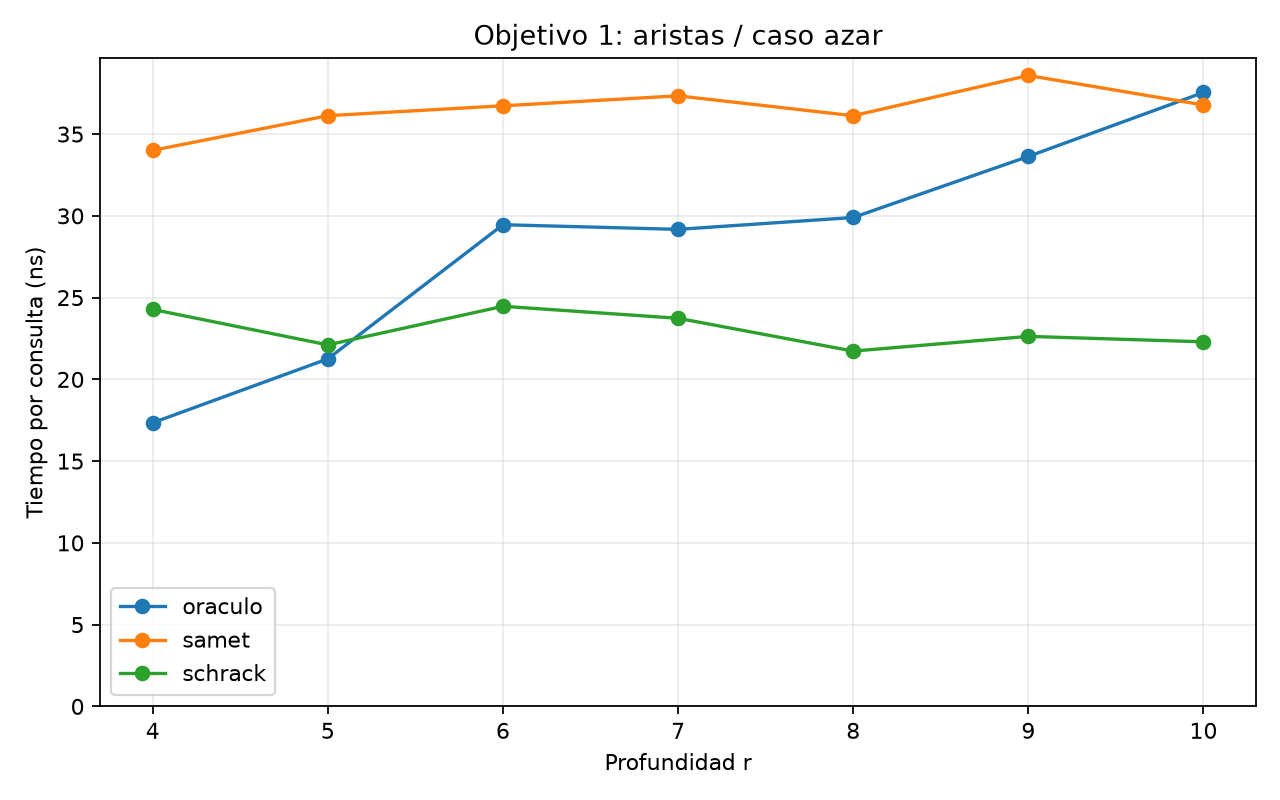 Objetivo 1: aristas / caso azar
Tiempo por consulta (ns)
35
30
25
20
15
10
5
0
oraculo
samet
schrack
4 5 6 7 8 9 10
Profundidad r